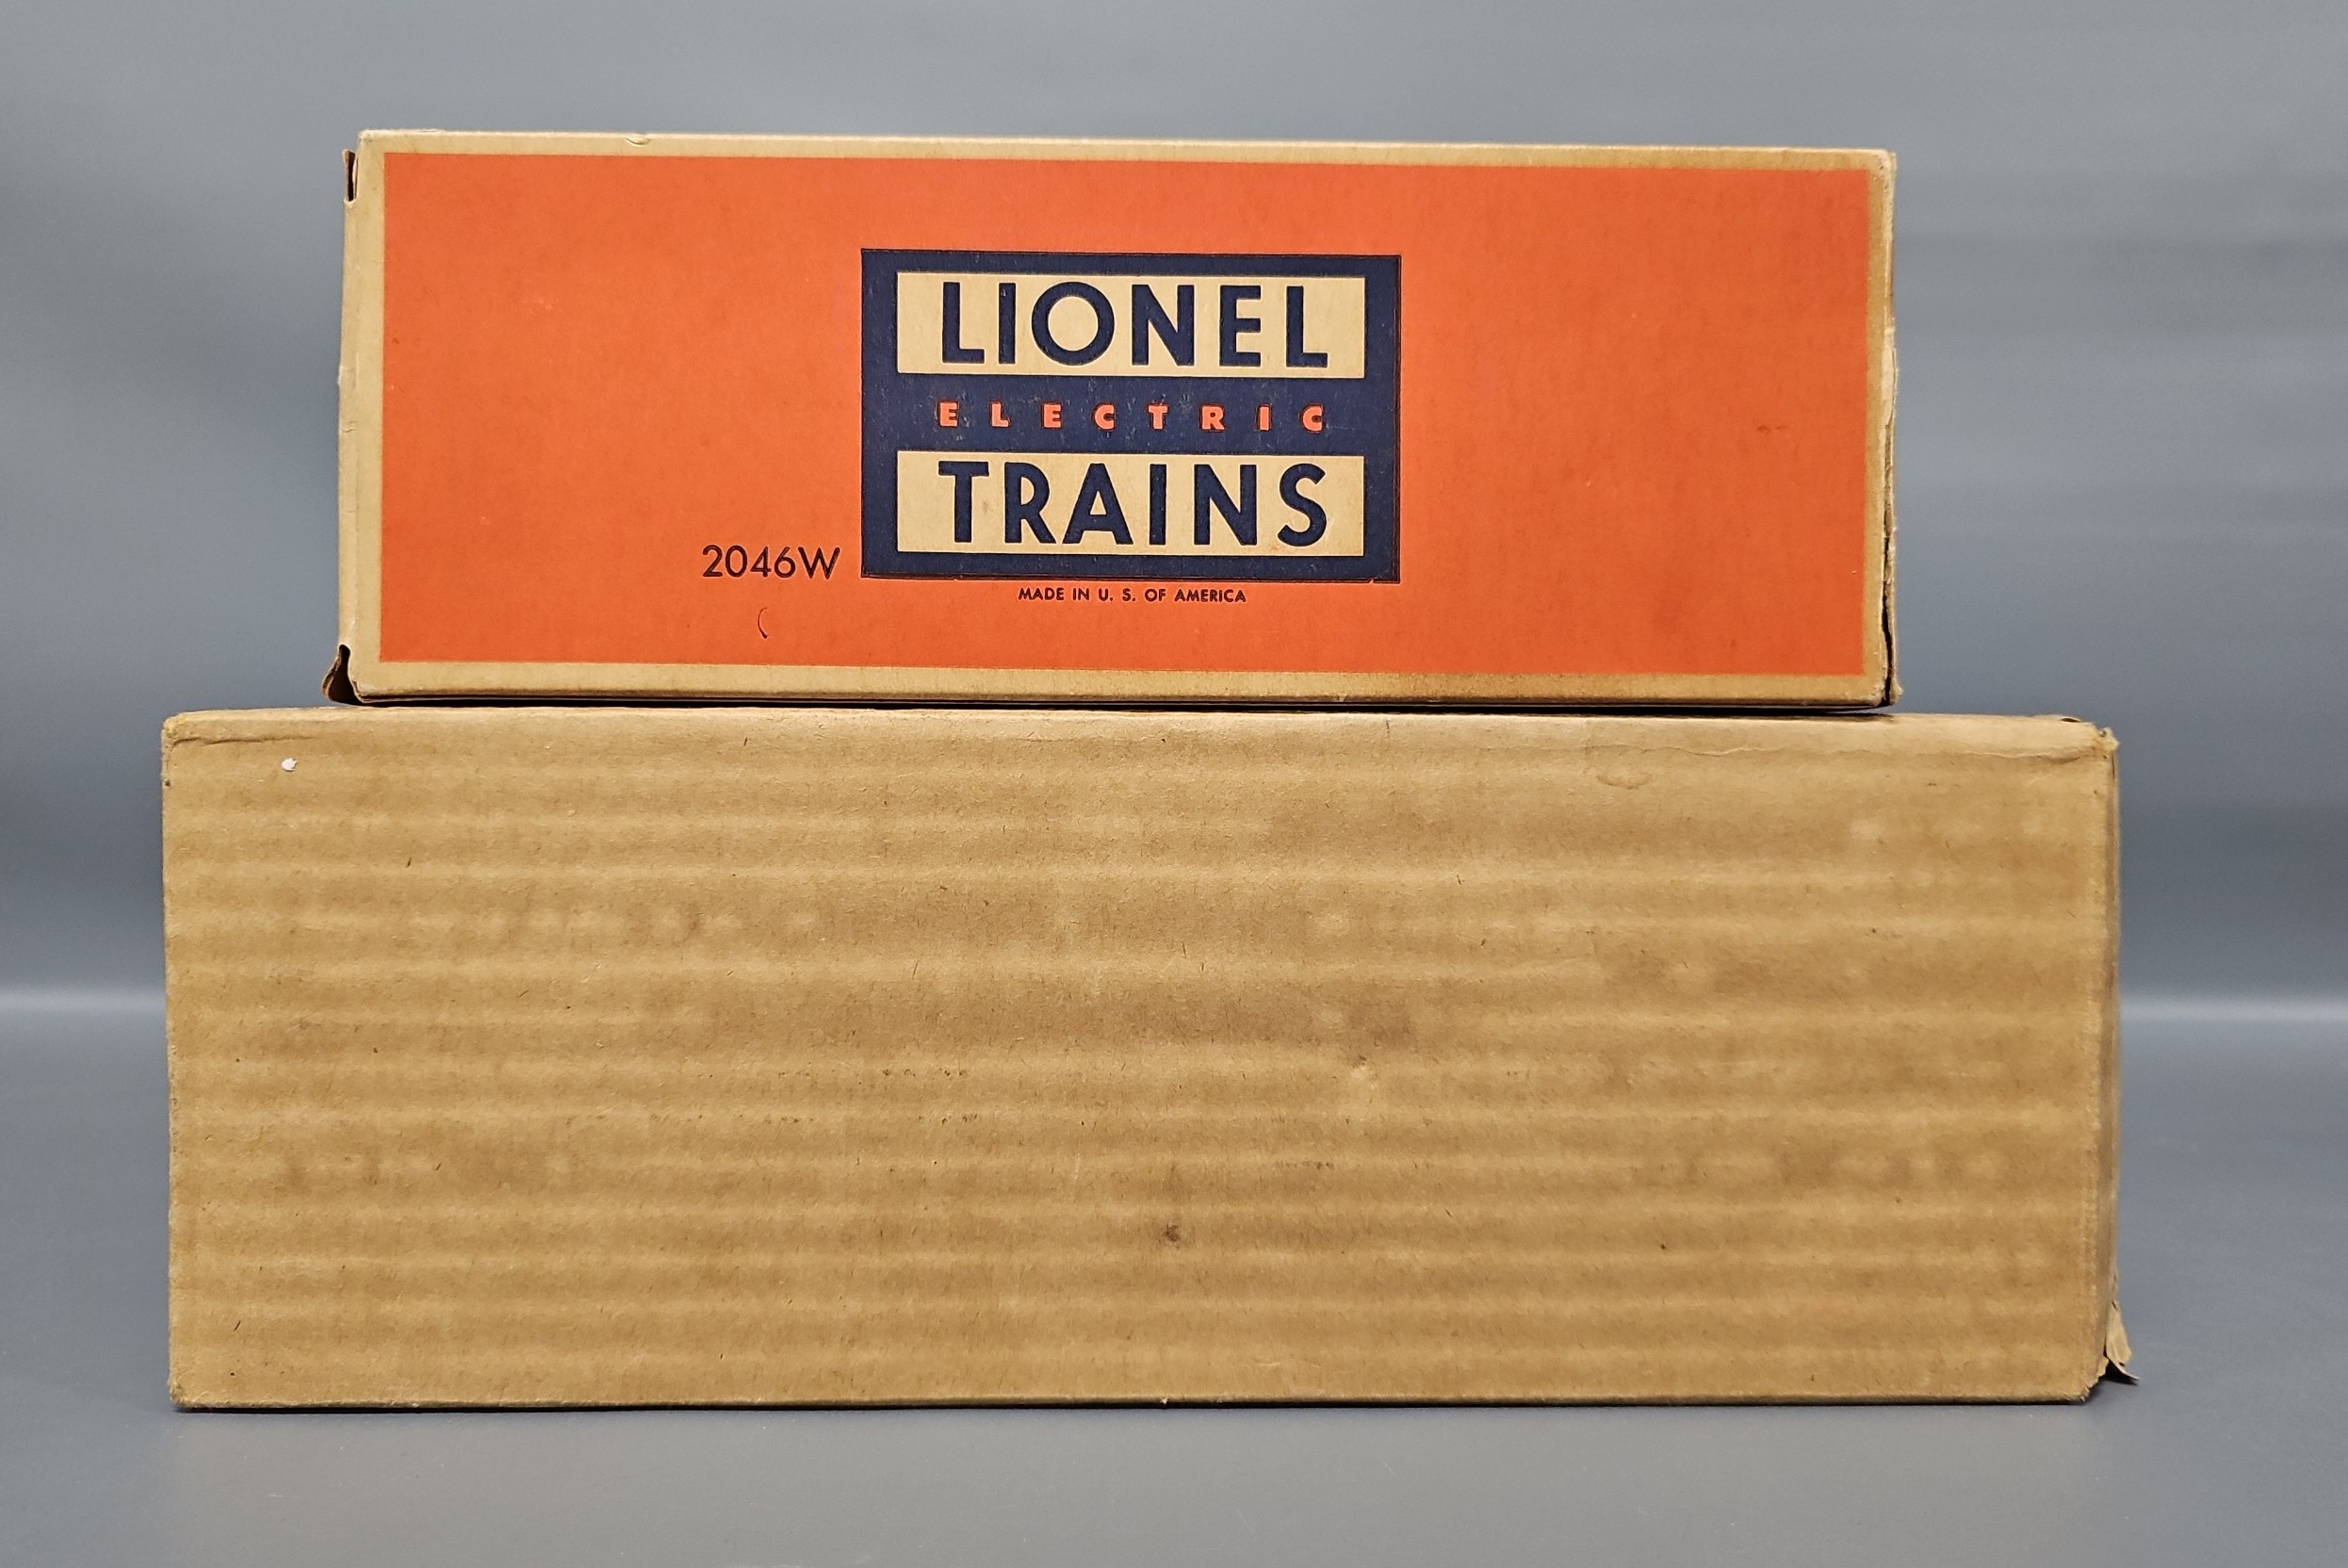 LIONEL
ELECTRIC
TRAINS
2046W
MADE IN U. S. OF AMERICA